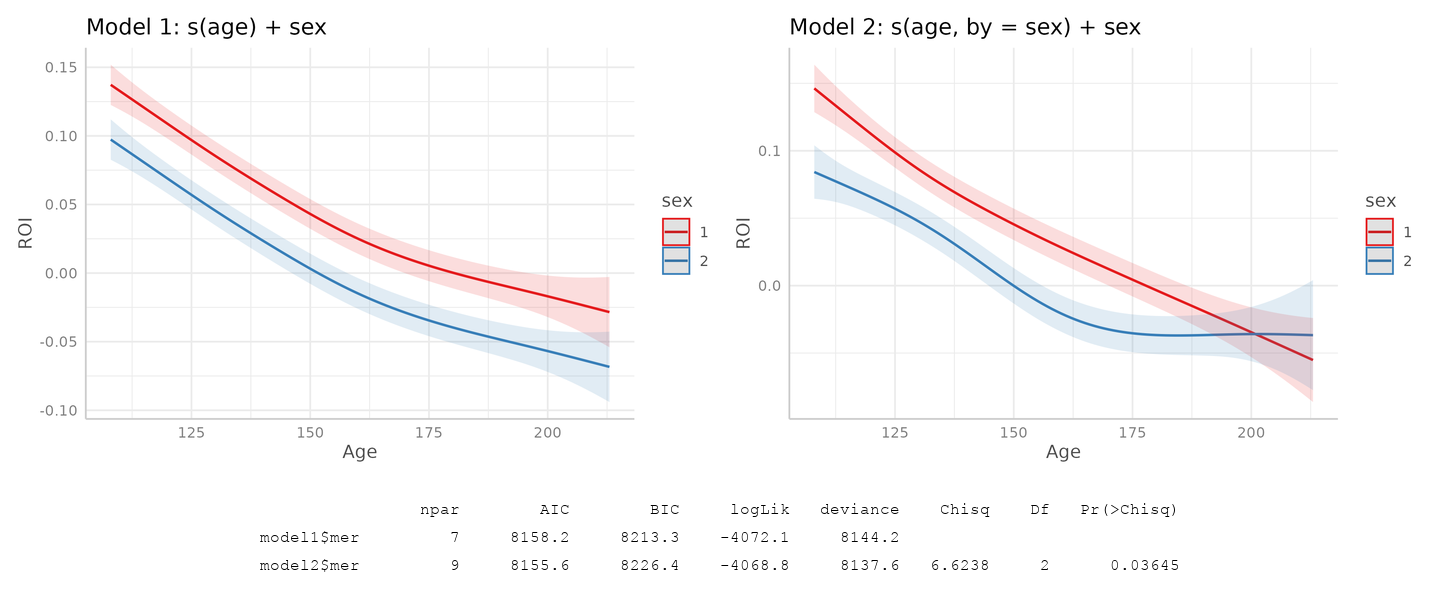 Model 1: s(age) + sex
0.15
0.10
0.05
0.00
-0.05
-0.10
ROI
125 150 175 200
Age
sex
1
2
Model 2: s(age, by = sex) + sex
0.1
0.0
ROI
125 150 175 200
Age
sex
1
2
npar AIC BIC logLik deviance Chisq Df Pr(>Chisq)
model1$mer 7 8158.2 8213.3 -4072.1 8144.2
model2$mer 9 8155.6 8226.4 -4068.8 8137.6 6.6238 2 0.03645